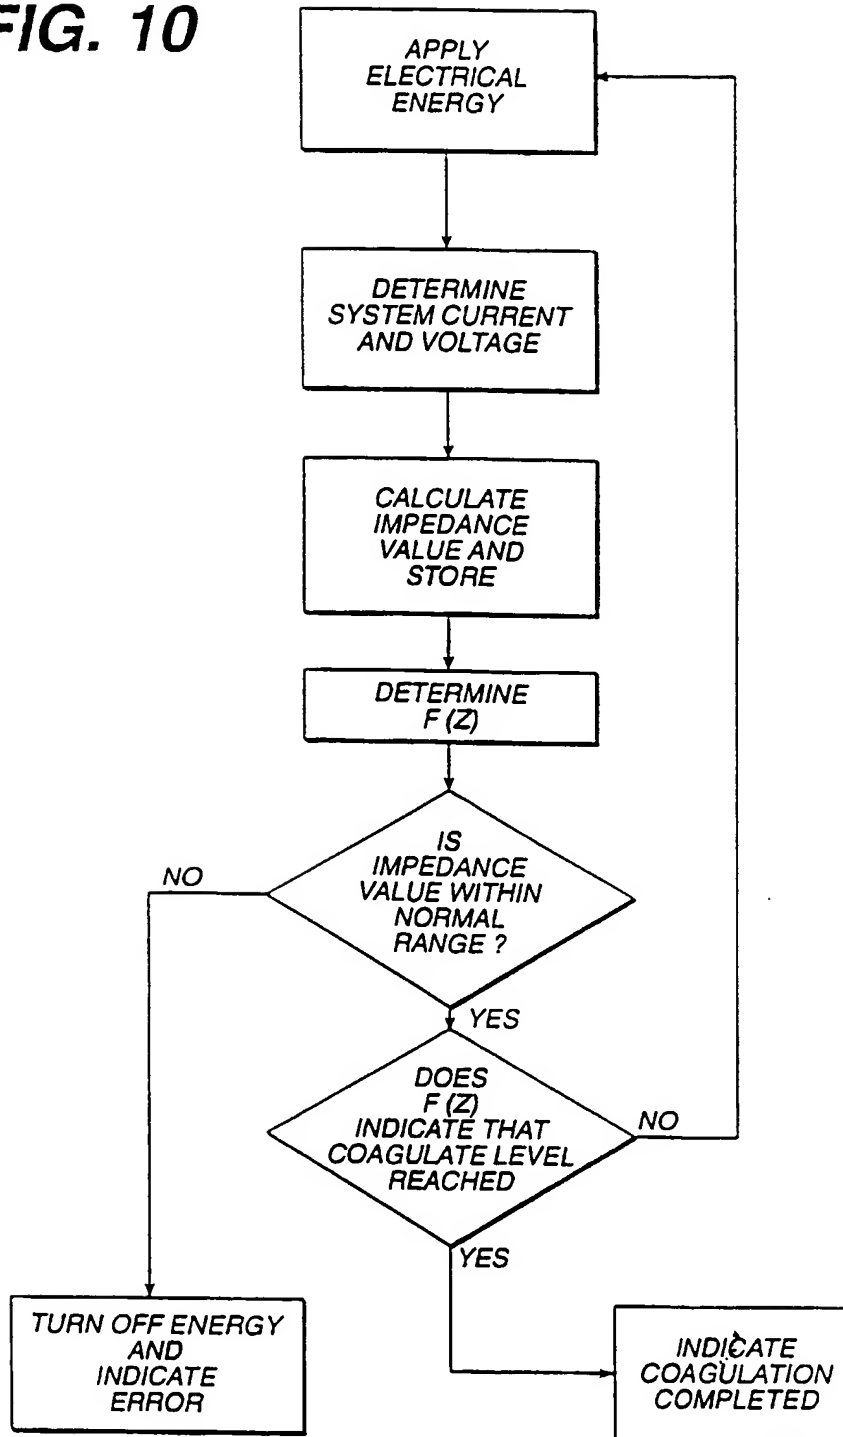 FIG. 10
APPLY
ELECTRICAL
ENERGY
DETERMINE
SYSTEM CURRENT
AND VOLTAGE
CALCULATE
IMPEDANCE
VALUE AND
STORE
DETERMINE
F (Z)
IS
IMPEDANCE
VALUE WITHIN
NORMAL
RANGE ?
NO
YES
DOES
F (Z)
INDICATE THAT
COAGULATE LEVEL
REACHED
NO
YES
TURN OFF ENERGY
AND
INDICATE
ERROR
INDICATE
COAGULATION
COMPLETED